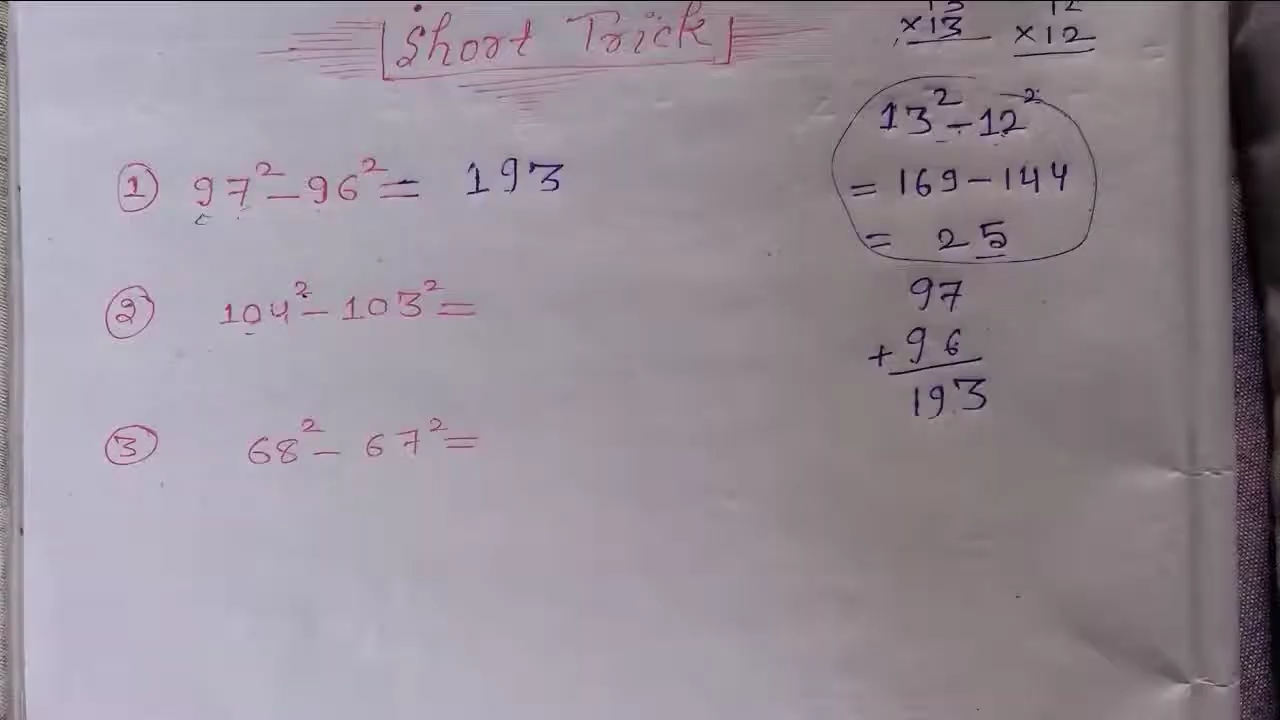 Short Trick
① 97² - 96² = 193
② 104² - 103² =
③ 68² - 67² =
×13
×12
13² - 12²
= 169 - 144
= 25
97
+ 96
193